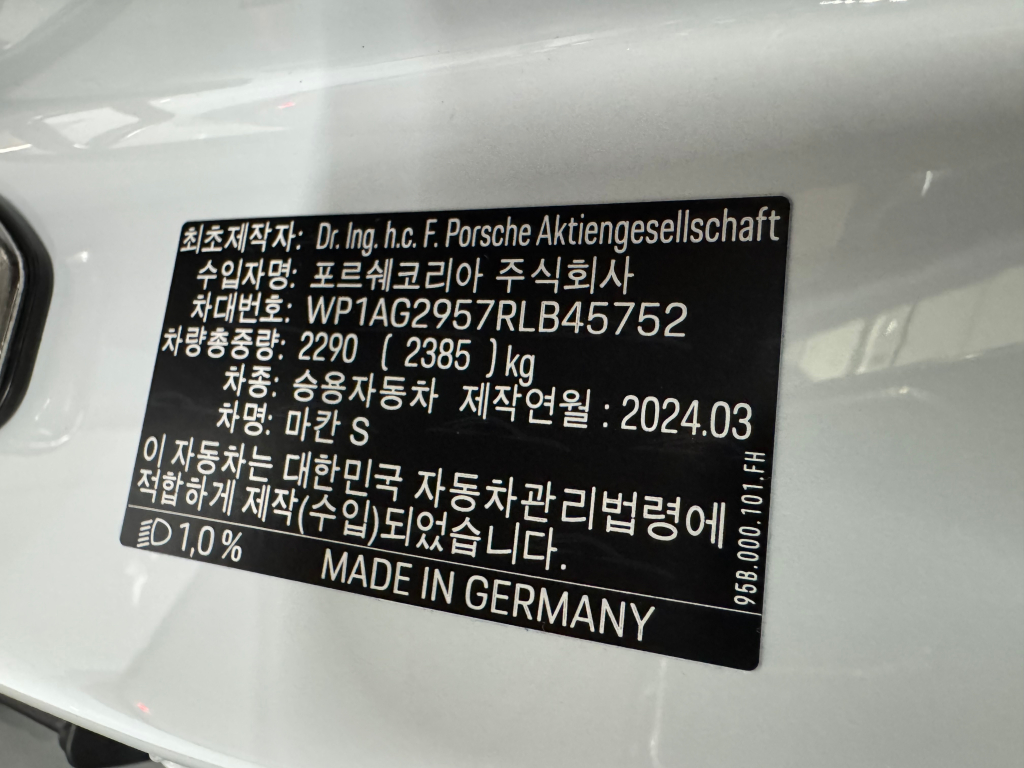 최초제작자: Dr. Ing. h.c. F. Porsche Aktiengesellschaft
수입자명: 포르쉐코리아 주식회사
차대번호: WP1AG2957RLB45752
차량총중량: 2290 ( 2385 ) kg
차종: 승용자동차 제작연월 : 2024.03
차명: 마칸 S
이 자동차는 대한민국 자동차관리법령에
적합하게 제작(수입)되었습니다.
1,0 %
MADE IN GERMANY
95B.000.101.FH